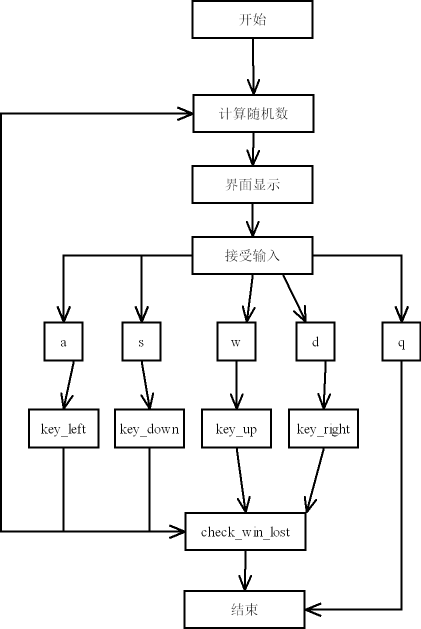 开始
计算随机数
界面显示
接受输入
a
s
w
d
q
key_left
key_down
key_up
key_right
check_win_lost
结束